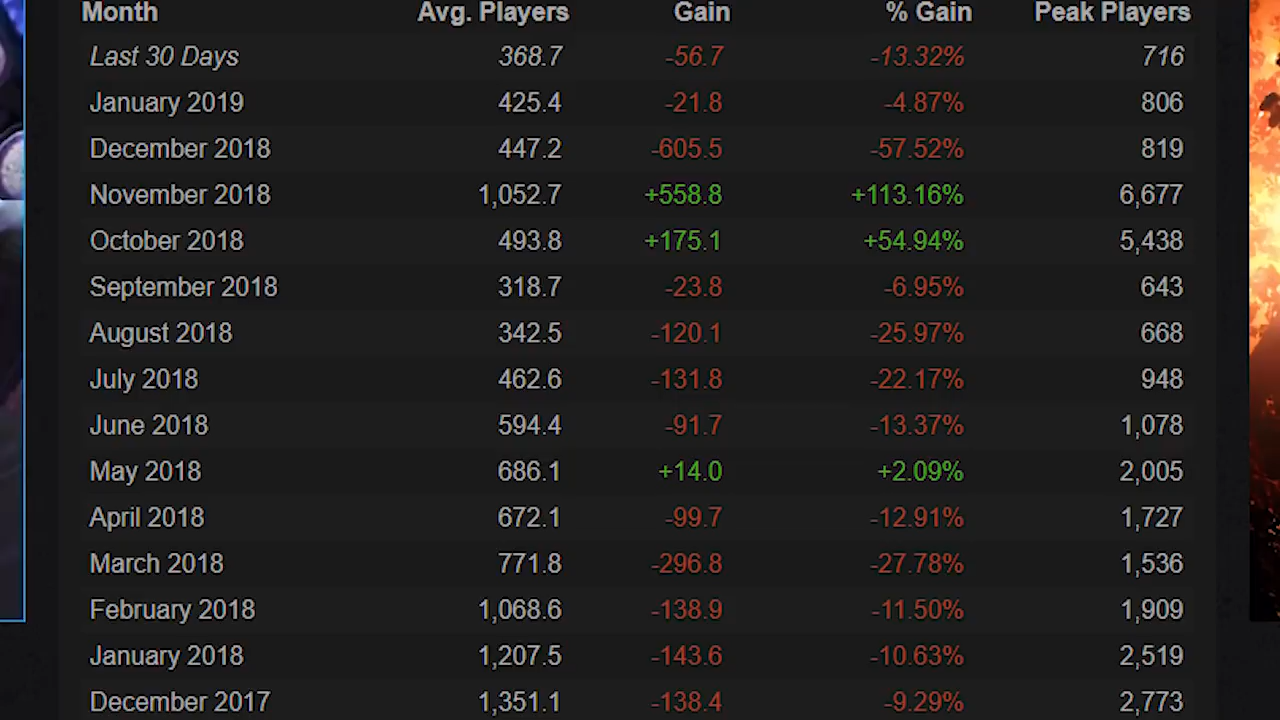 Month Avg. Players Gain % Gain Peak Players
Last 30 Days 368.7 -56.7 -13.32% 716
January 2019 425.4 -21.8 -4.87% 806
December 2018 447.2 -605.5 -57.52% 819
November 2018 1,052.7 +558.8 +113.16% 6,677
October 2018 493.8 +175.1 +54.94% 5,438
September 2018 318.7 -23.8 -6.95% 643
August 2018 342.5 -120.1 -25.97% 668
July 2018 462.6 -131.8 -22.17% 948
June 2018 594.4 -91.7 -13.37% 1,078
May 2018 686.1 +14.0 +2.09% 2,005
April 2018 672.1 -99.7 -12.91% 1,727
March 2018 771.8 -296.8 -27.78% 1,536
February 2018 1,068.6 -138.9 -11.50% 1,909
January 2018 1,207.5 -143.6 -10.63% 2,519
December 2017 1,351.1 -138.4 -9.29% 2,773